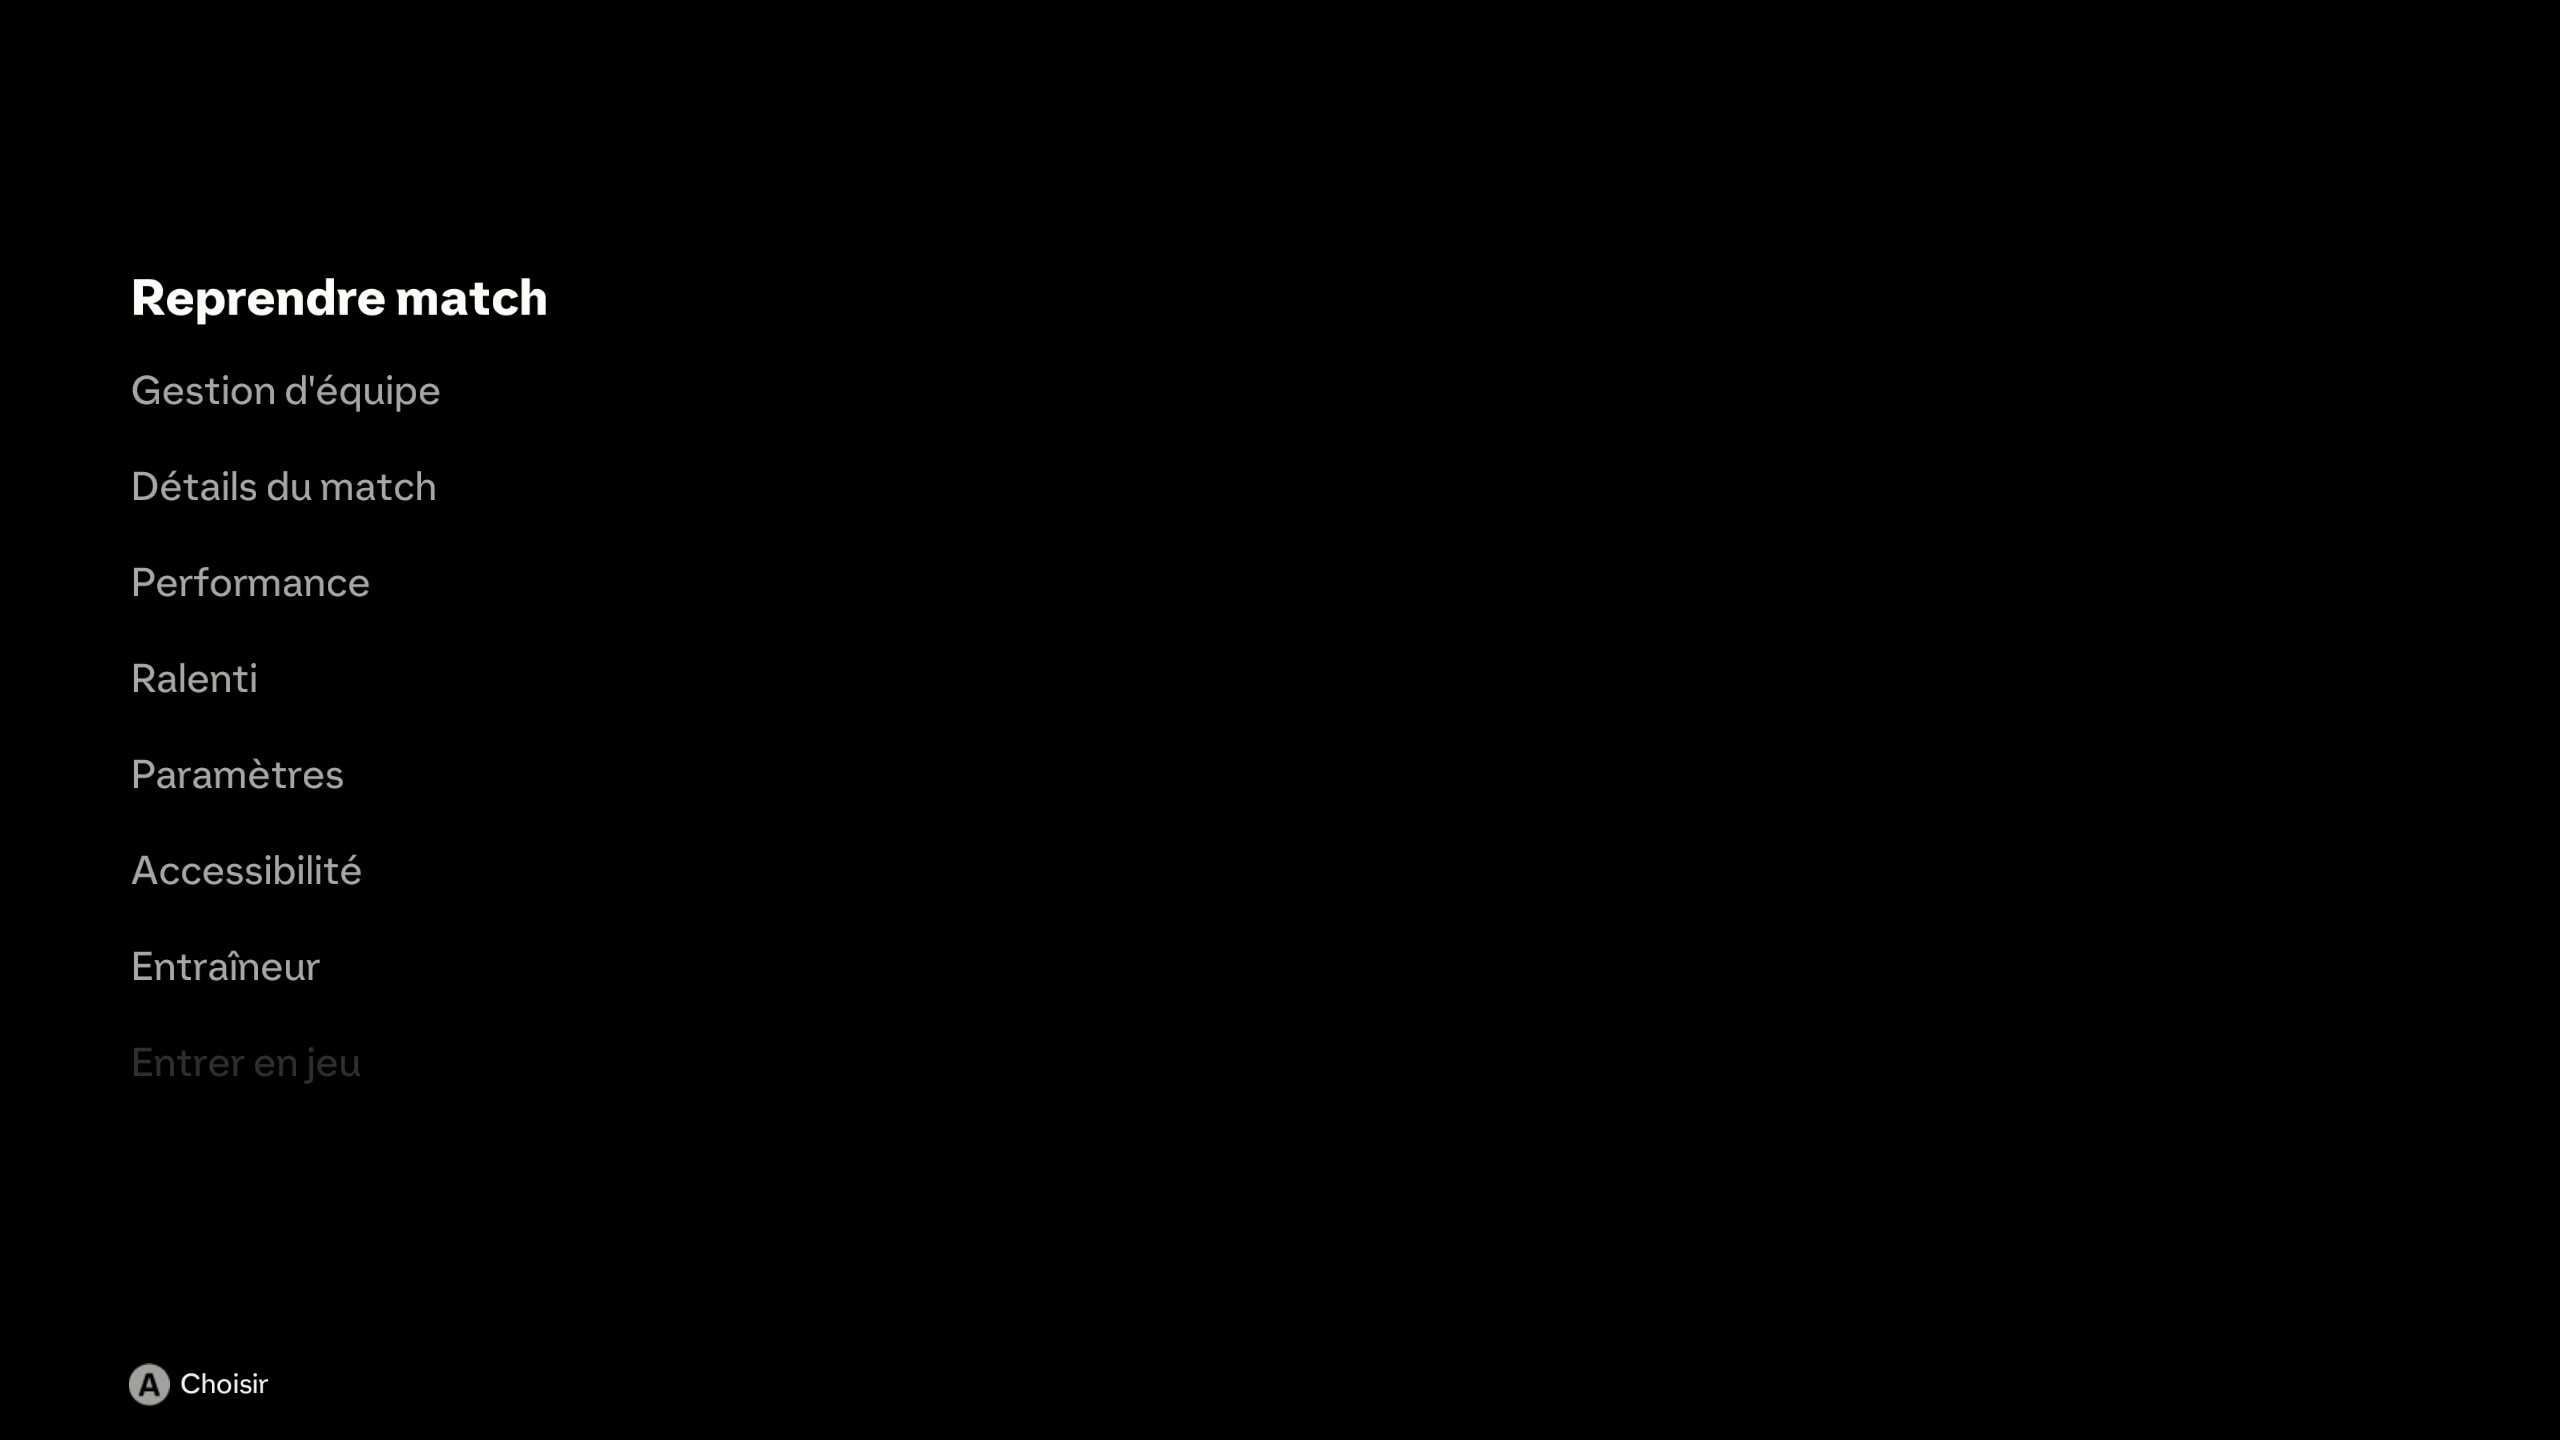 Reprendre match
Gestion d'équipe
Détails du match
Performance
Ralenti
Paramètres
Accessibilité
Entraîneur
Entrer en jeu
A Choisir